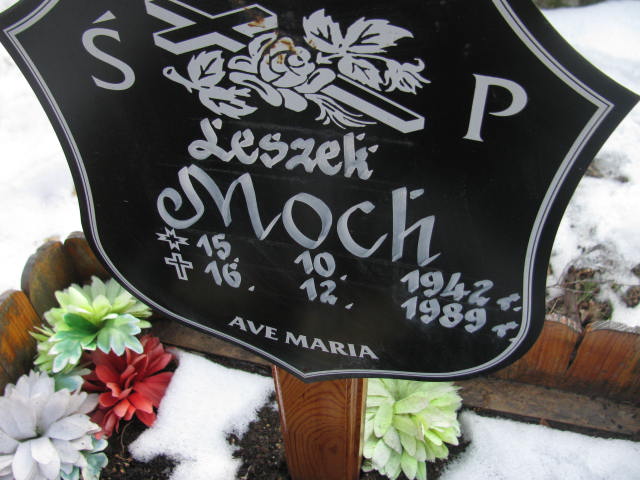 Ś P
Leszek
Moch
15. 10. 1942 r.
16. 12. 1989 r.
AVE MARIA